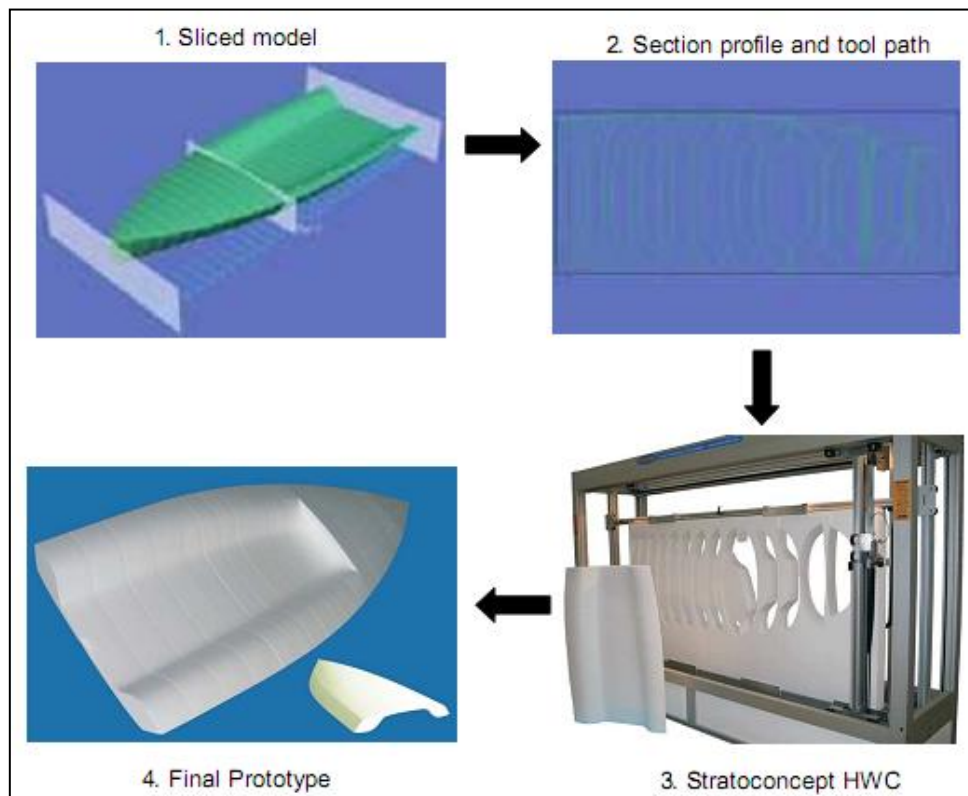 1. Sliced model
2. Section profile and tool path
3. Stratoconcept HWC
4. Final Prototype